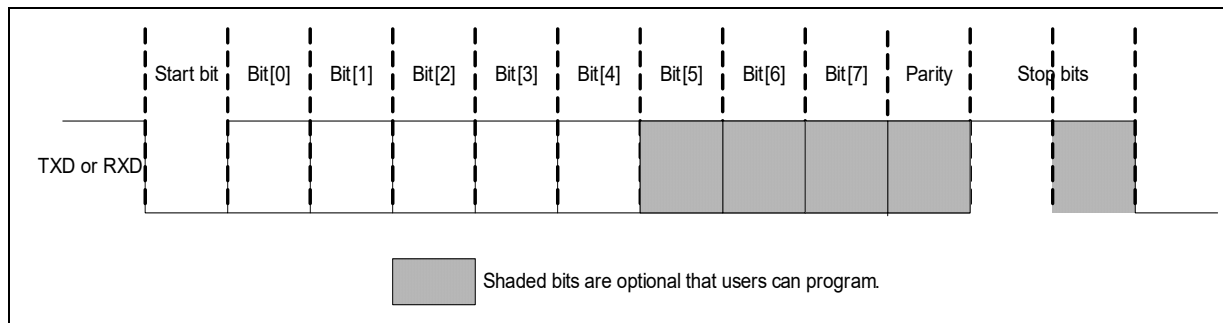 Start bit Bit[0] Bit[1] Bit[2] Bit[3] Bit[4] Bit[5] Bit[6] Bit[7] Parity Stop bits
TXD or RXD
Shaded bits are optional that users can program.